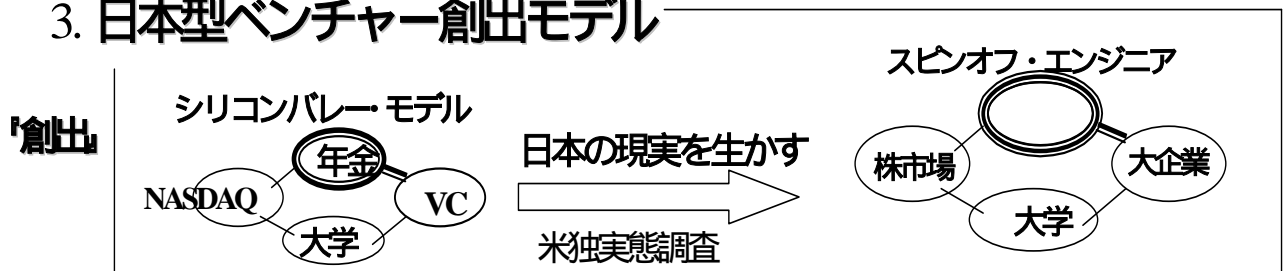 3. 日本型ベンチャー創出モデル
『創出』
シリコンバレー・モデル
年金
NASDAQ
VC
大学
日本の現実を生かす
米独実態調査
スピンオフ・エンジニア
株市場
大企業
大学